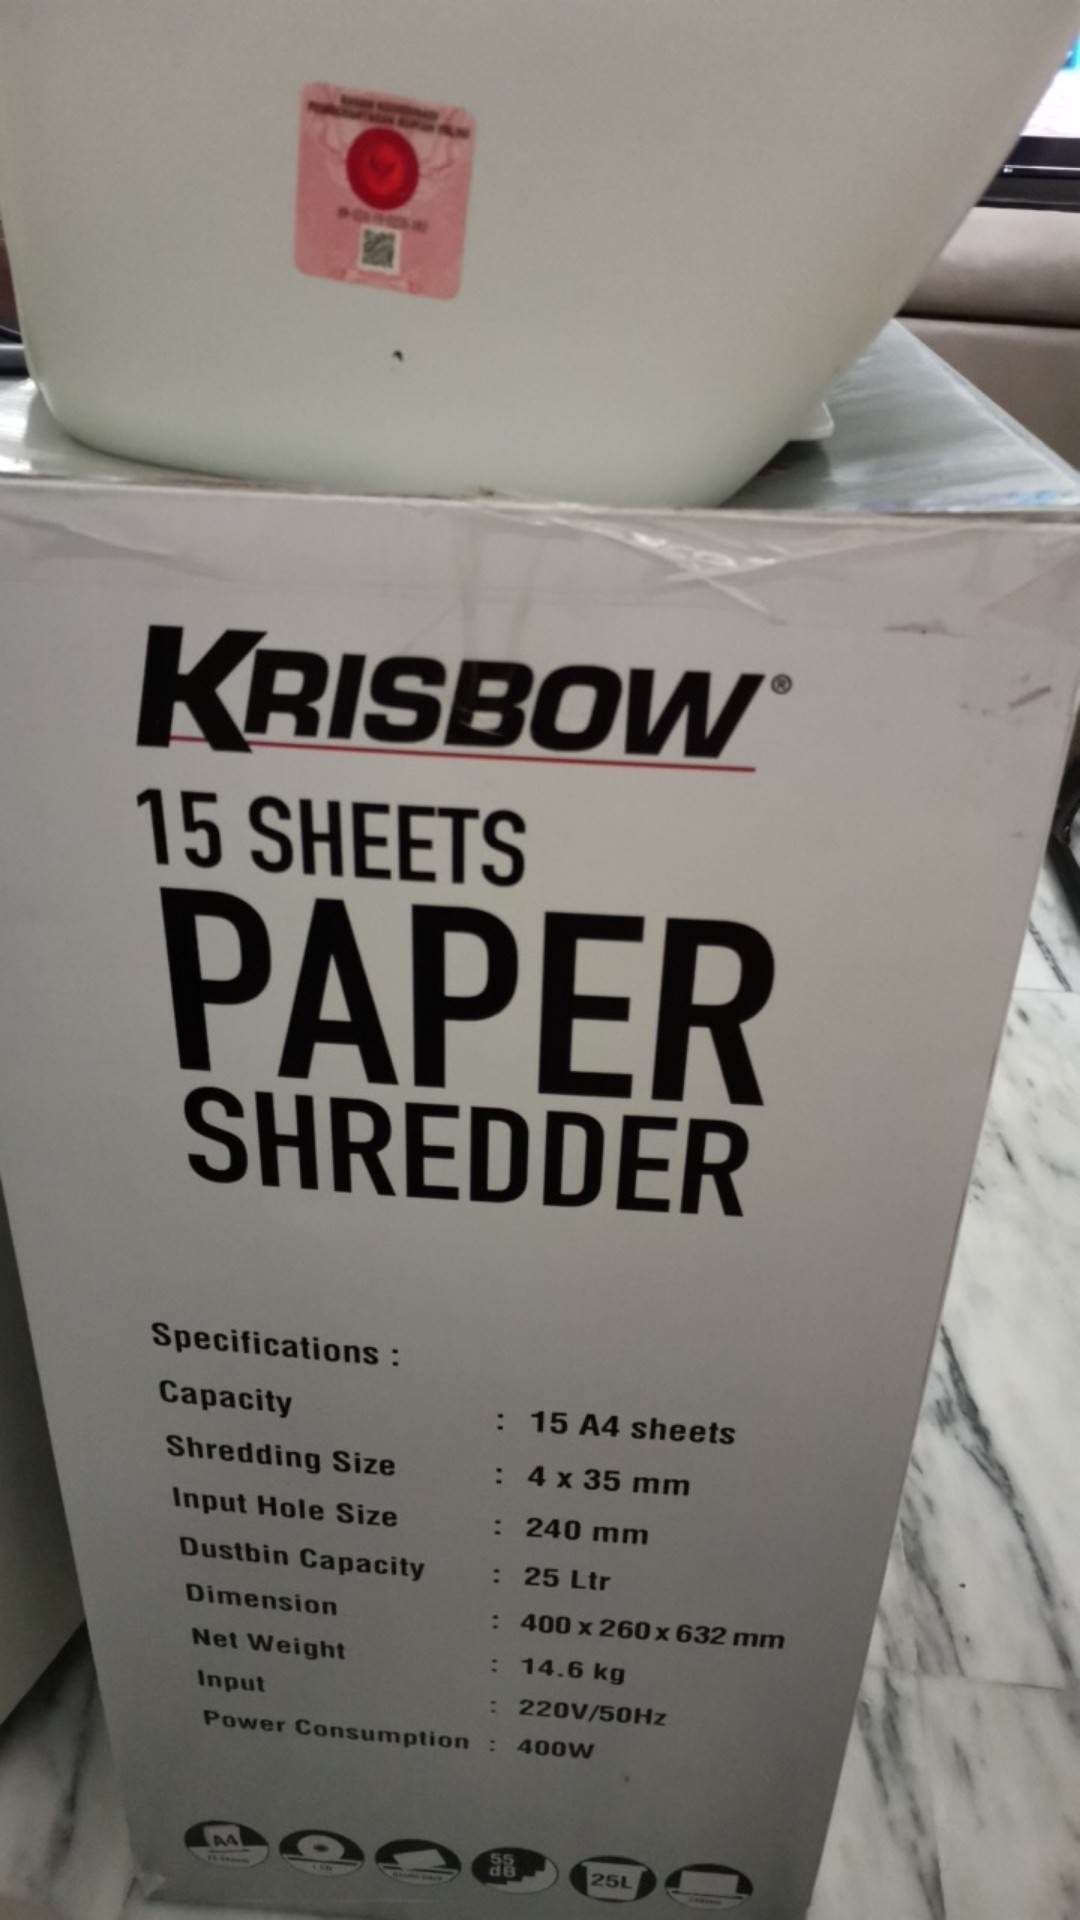 KRISBOW®
15 SHEETS
PAPER
SHREDDER
Specifications :
Capacity : 15 A4 sheets
Shredding Size : 4 x 35 mm
Input Hole Size : 240 mm
Dustbin Capacity : 25 Ltr
Dimension : 400 x 260 x 632 mm
Net Weight : 14.6 kg
Input : 220V/50Hz
Power Consumption : 400W
A4
55
dB
25L